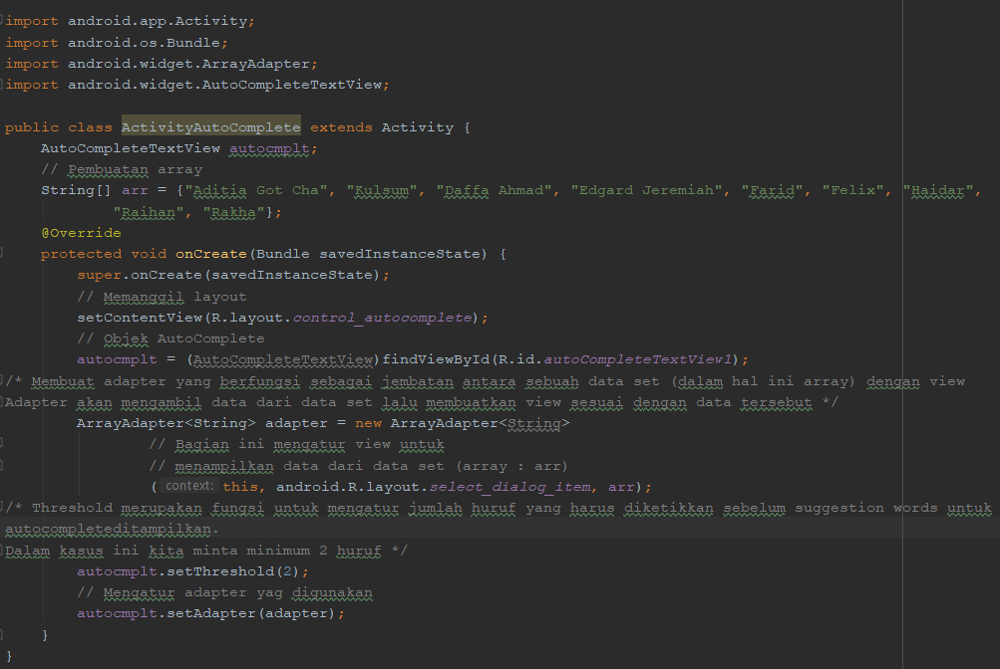 import android.app.Activity;
import android.os.Bundle;
import android.widget.ArrayAdapter;
import android.widget.AutoCompleteTextView;
public class ActivityAutoComplete extends Activity {
AutoCompleteTextView autocmplt;
// Pembuatan array
String[] arr = {"Aditia Got Cha", "Kulsum", "Daffa Ahmad", "Edgard Jeremiah", "Farid", "Felix", "Haidar",
"Raihan", "Rakha"};
@Override
protected void onCreate(Bundle savedInstanceState) {
super.onCreate(savedInstanceState);
// Memanggil layout
setContentView(R.layout.control_autocomplete);
// Objek AutoComplete
autocmplt = (AutoCompleteTextView)findViewById(R.id.autoCompleteTextView1);
/* Membuat adapter yang berfungsi sebagai jembatan antara sebuah data set (dalam hal ini array) dengan view
Adapter akan mengambil data dari data set lalu membuatkan view sesuai dengan data tersebut */
ArrayAdapter<String> adapter = new ArrayAdapter<String>
// Bagian ini mengatur view untuk
// menampilkan data dari data set (array : arr)
( context: this, android.R.layout.select_dialog_item, arr);
/* Threshold merupakan fungsi untuk mengatur jumlah huruf yang harus diketikkan sebelum suggestion words untuk
autocompleteditampilkan.
Dalam kasus ini kita minta minimum 2 huruf */
autocmplt.setThreshold(2);
// Mengatur adapter yag digunakan
autocmplt.setAdapter(adapter);
}
}